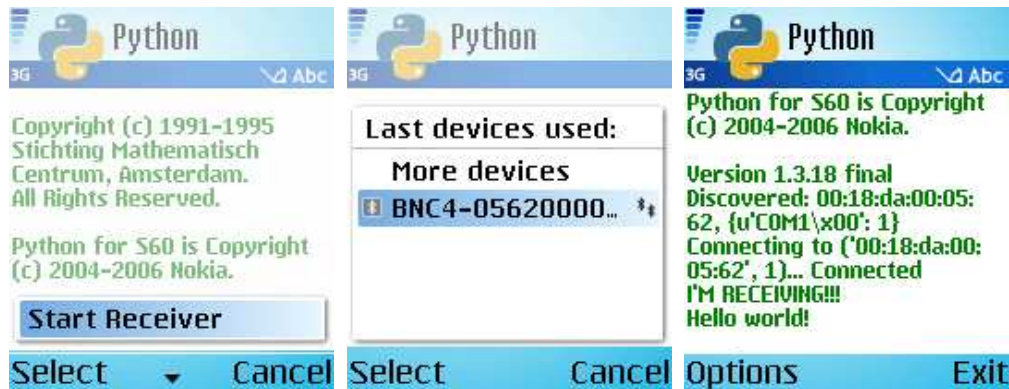 Python
3G
Abc
Copyright (c) 1991-1995
Stichting Mathematisch
Centrum, Amsterdam.
All Rights Reserved.
Python for S60 is Copyright
(c) 2004-2006 Nokia.
Start Receiver
Select
Cancel
Python
3G
Last devices used:
More devices
BNC4-05620000…
Select
Cancel
Python
3G
Abc
Python for S60 is Copyright
(c) 2004-2006 Nokia.
Version 1.3.18 final
Discovered: 00:18:da:00:05:
62, {u'COM1\x00': 1}
Connecting to ('00:18:da:00:
05:62', 1)... Connected
I'M RECEIVING!!!
Hello world!
Options
Exit